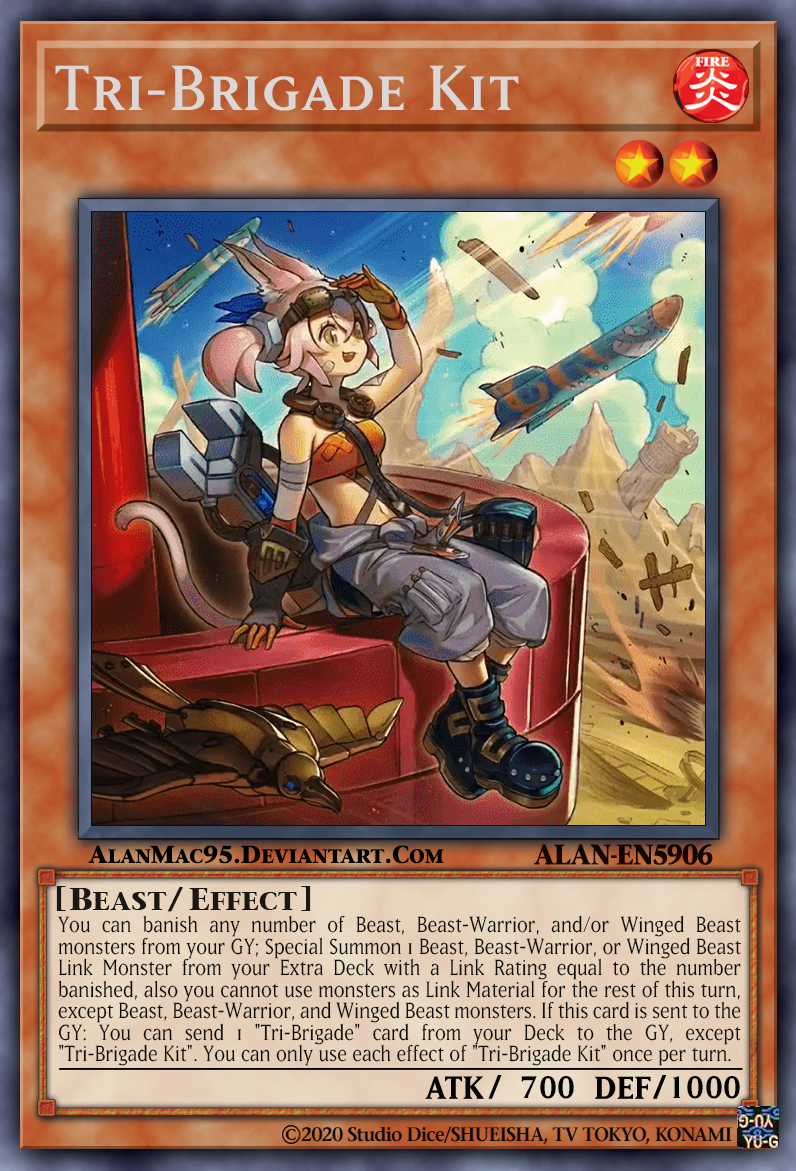 Tri-Brigade Kit
FIRE
炎
AlanMac95.Deviantart.Com
ALAN-EN5906
[Beast/Effect]
You can banish any number of Beast, Beast-Warrior, and/or Winged Beast
monsters from your GY; Special Summon 1 Beast, Beast-Warrior, or Winged Beast
Link Monster from your Extra Deck with a Link Rating equal to the number
banished, also you cannot use monsters as Link Material for the rest of this turn,
except Beast, Beast-Warrior, and Winged Beast monsters. If this card is sent to the
GY: You can send 1 "Tri-Brigade" card from your Deck to the GY, except
"Tri-Brigade Kit". You can only use each effect of "Tri-Brigade Kit" once per turn.
ATK/ 700 DEF/1000
©2020 Studio Dice/SHUEISHA, TV TOKYO, KONAMI
YU-G